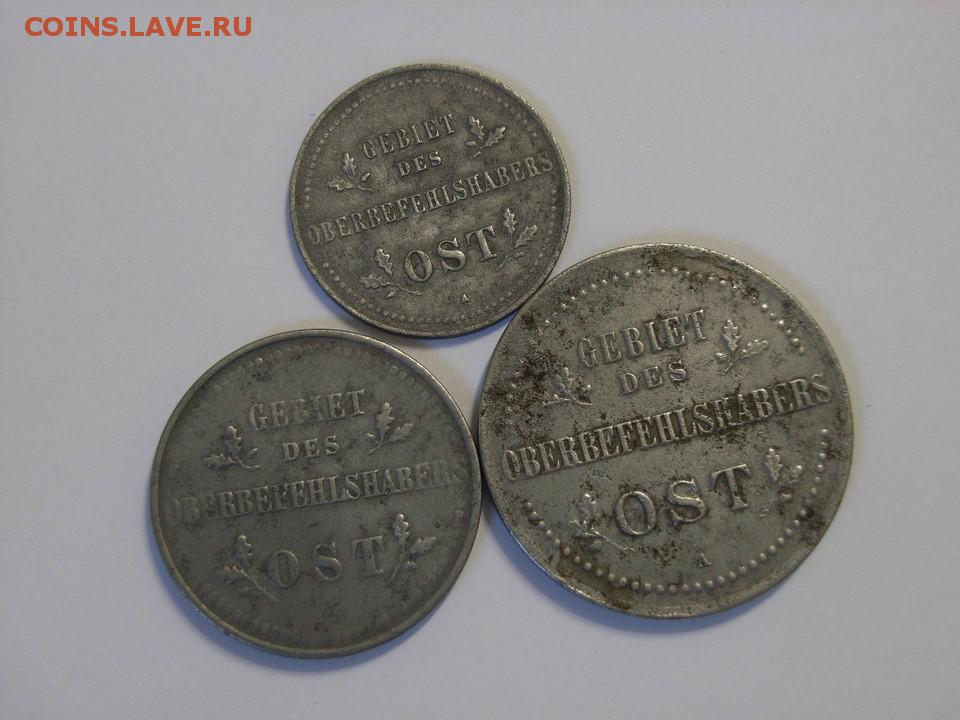 COINS.LAVE.RU
GEBIET
DES
OBERBEFEHLSHABERS
OST
A
GEBIET
DES
OBERBEFEHLSHABERS
OST
GEBIET
DES
OBERBEFEHLSHABERS
OST
A